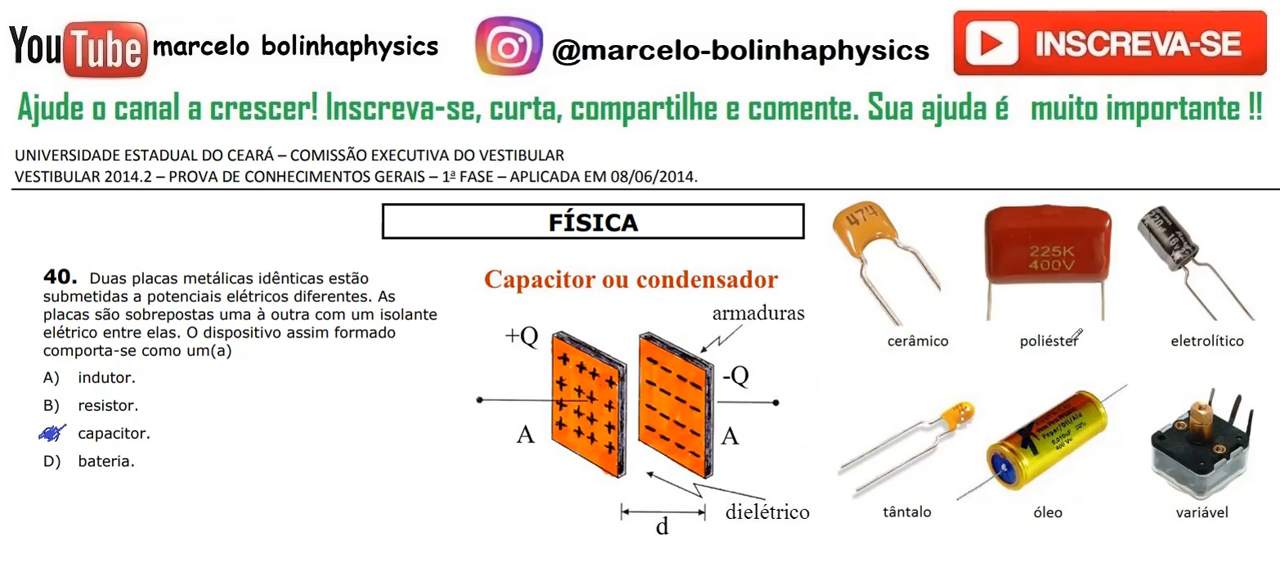 YouTube marcelo bolinhaphysics
@marcelo-bolinhaphysics
INSCREVA-SE
Ajude o canal a crescer! Inscreva-se, curta, compartilhe e comente. Sua ajuda é muito importante !!
UNIVERSIDADE ESTADUAL DO CEARÁ – COMISSÃO EXECUTIVA DO VESTIBULAR
VESTIBULAR 2014.2 – PROVA DE CONHECIMENTOS GERAIS – 1ª FASE – APLICADA EM 08/06/2014.
FÍSICA
40. Duas placas metálicas idênticas estão
submetidas a potenciais elétricos diferentes. As
placas são sobrepostas uma à outra com um isolante
elétrico entre elas. O dispositivo assim formado
comporta-se como um(a)
A) indutor.
B) resistor.
capacitor.
D) bateria.
Capacitor ou condensador
armaduras
+Q
-Q
A
A
dielétrico
d
474
225K
400V
cerâmico
poliéster
eletrolítico
tântalo
óleo
variável